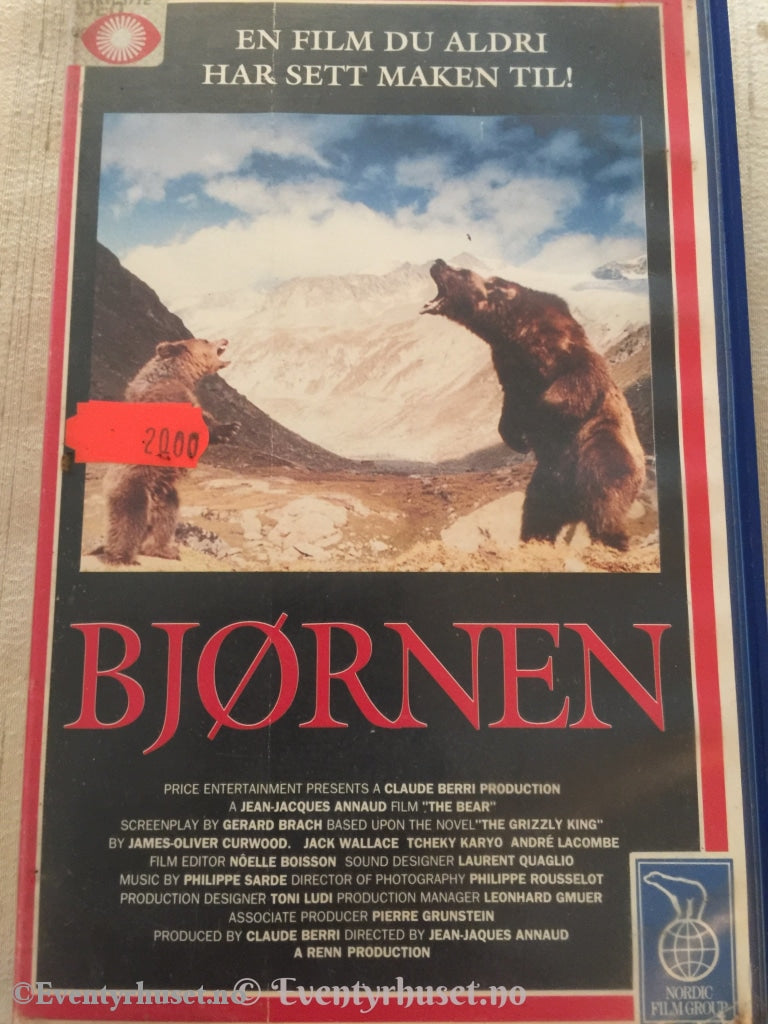 EN FILM DU ALDRI
HAR SETT MAKEN TIL!
2000
BJØRNEN
PRICE ENTERTAINMENT PRESENTS A CLAUDE BERRI PRODUCTION
A JEAN-JACQUES ANNAUD FILM "THE BEAR"
SCREENPLAY BY GERARD BRACH BASED UPON THE NOVEL"THE GRIZZLY KING"
BY JAMES-OLIVER CURWOOD. JACK WALLACE TCHEKY KARYO ANDRÉ LACOMBE
FILM EDITOR NÔELLE BOISSON SOUND DESIGNER LAURENT QUAGLIO
MUSIC BY PHILIPPE SARDE DIRECTOR OF PHOTOGRAPHY PHILIPPE ROUSSELOT
PRODUCTION DESIGNER TONI LUDI PRODUCTION MANAGER LEONHARD GMUER
ASSOCIATE PRODUCER PIERRE GRUNSTEIN
PRODUCED BY CLAUDE BERRI DIRECTED BY JEAN-JAQUES ANNAUD
A RENN PRODUCTION
NORDIC
FILM GROUP
©Eventyrhuset.no © Eventyrhuset.no